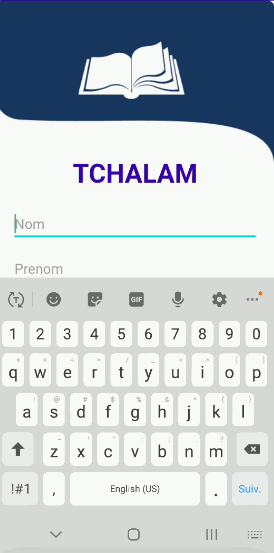 TCHALAM
Nom
Prenom
GIF
1 2 3 4 5 6 7 8 9 0
q w e r t y u i o p
a s d f g h j k l
z x c v b n m
!#1 , English (US) . Suiv.